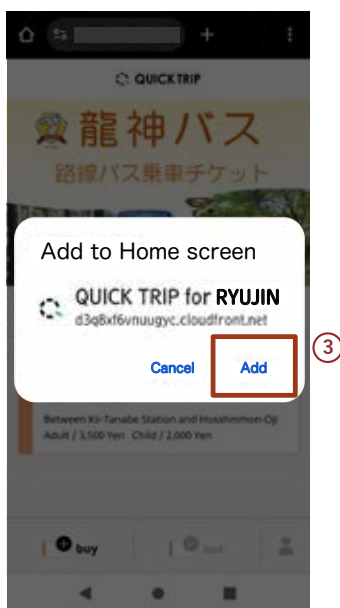 QUICK TRIP
龍神バス
路線バス乗車チケット
Add to Home screen
QUICK TRIP for RYUJIN
d3q8xf6vnuugyc.cloudfront.net
Cancel
Add
③
Between Kii-Tanabe Station and Hosshinmon-Oji
Adult / 3,500 Yen Child / 2,000 Yen
buy